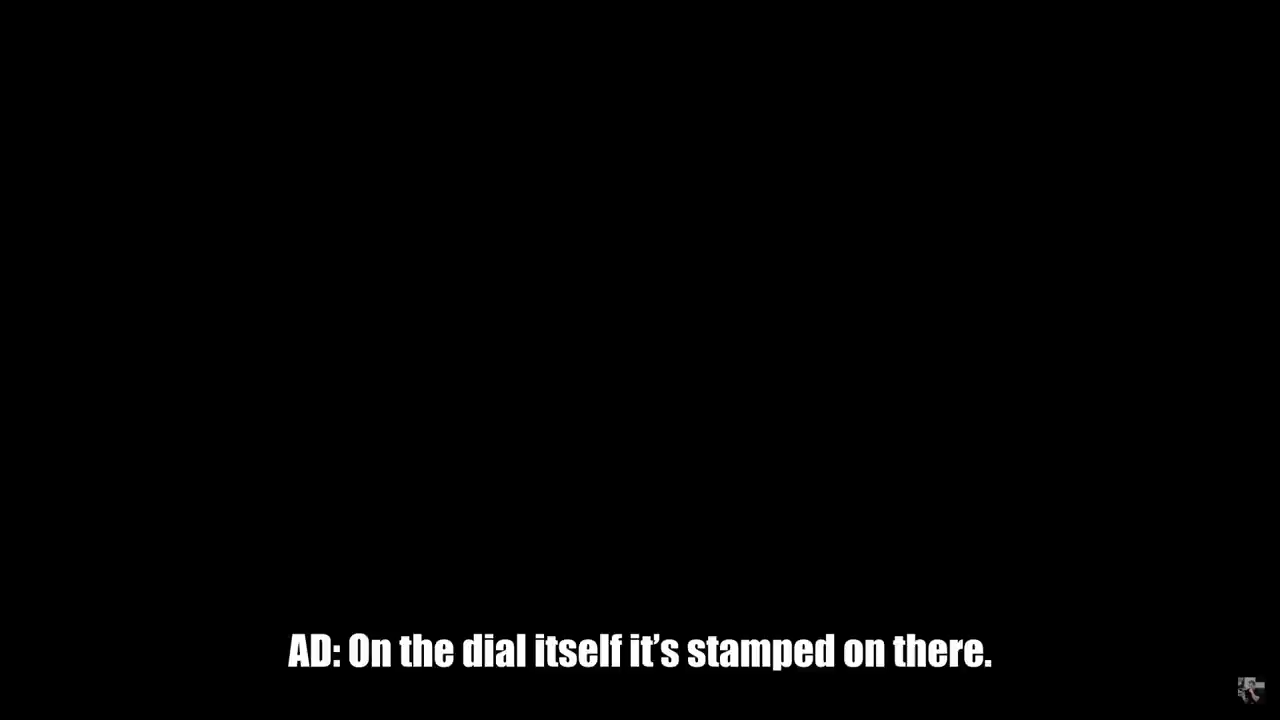 AD: On the dial itself it’s stamped on there.